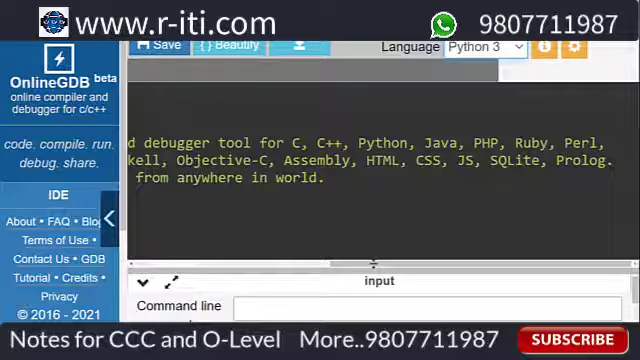 www.r-iti.com
9807711987
Save
{ } Beautify
Language Python 3
OnlineGDB beta
online compiler and
debugger for c/c++
code. compile. run.
debug. share.
IDE
About • FAQ • Blog
Terms of Use •
Contact Us • GDB
Tutorial • Credits •
Privacy
© 2016 - 2021
d debugger tool for C, C++, Python, Java, PHP, Ruby, Perl,
kell, Objective-C, Assembly, HTML, CSS, JS, SQLite, Prolog.
from anywhere in world.
input
Command line
Notes for CCC and O-Level More..9807711987
SUBSCRIBE